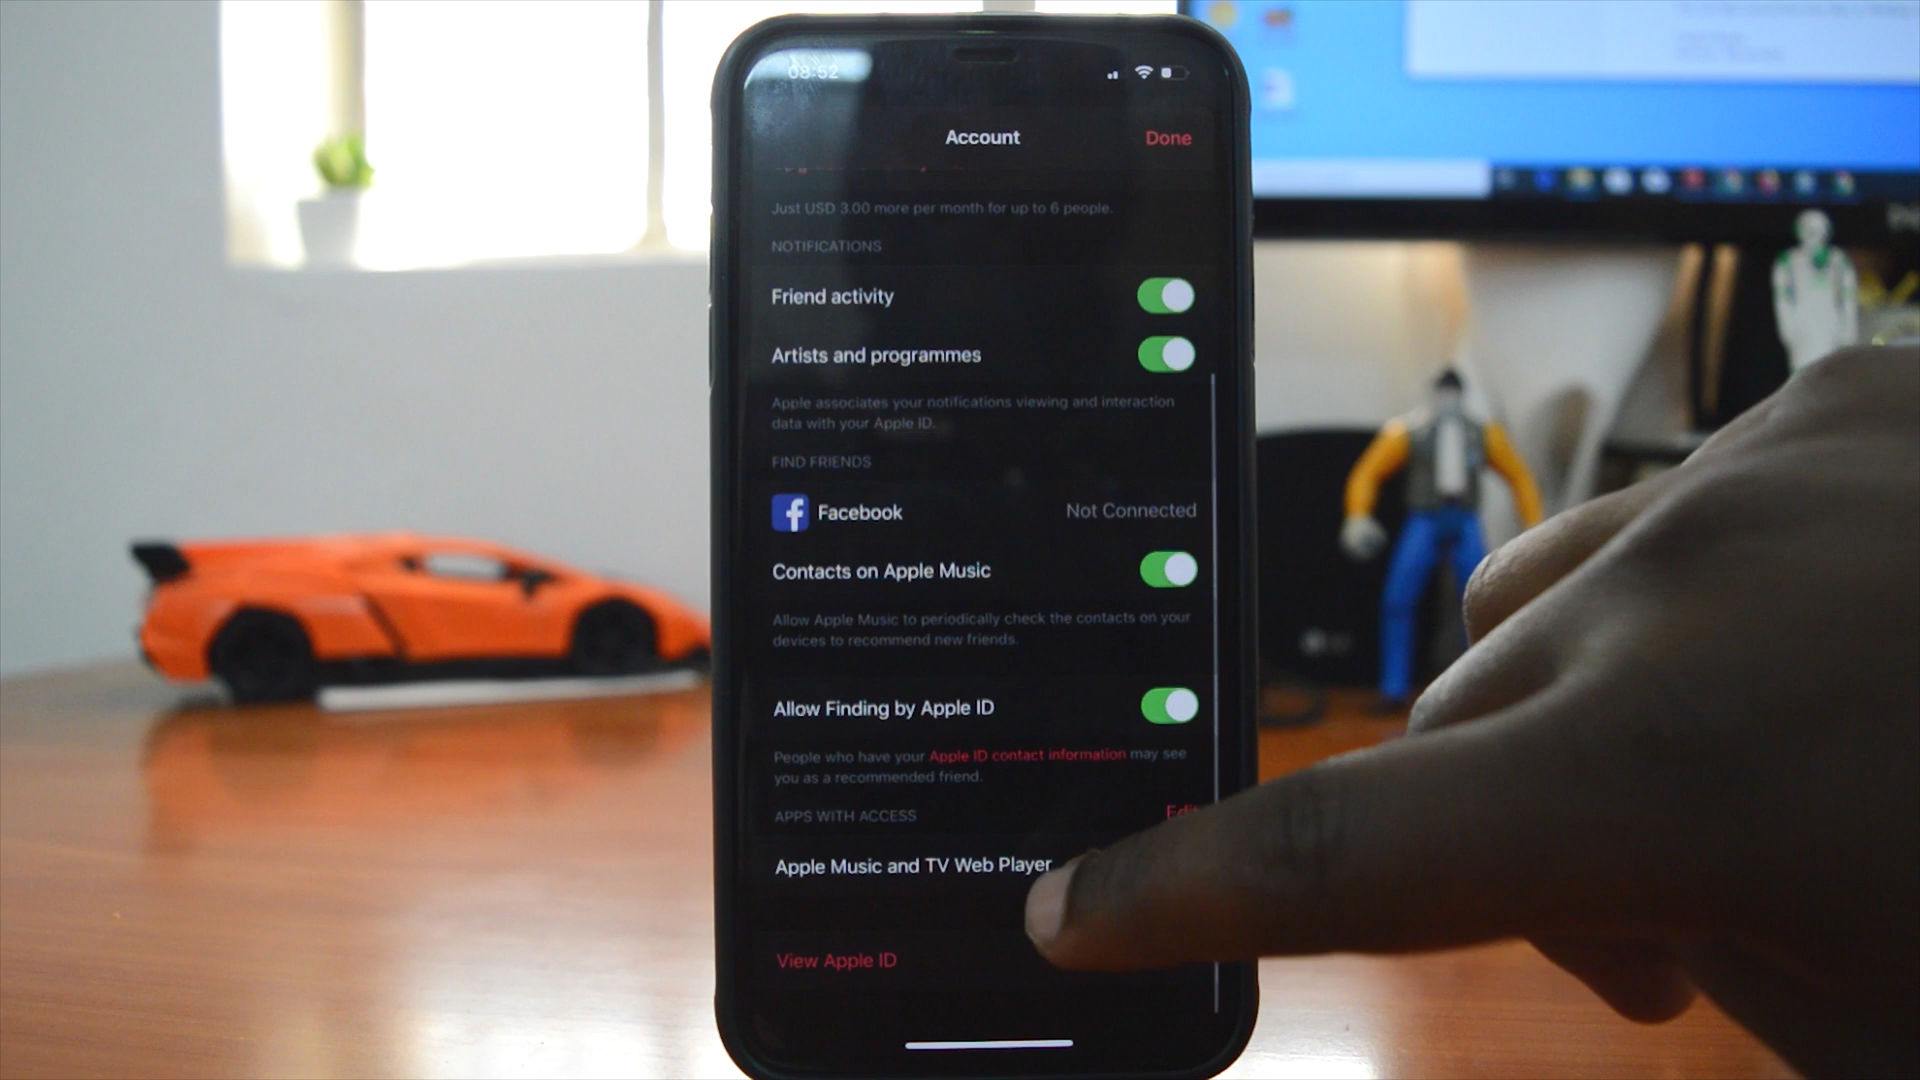 08:52
Account
Done
Just USD 3.00 more per month for up to 6 people.
NOTIFICATIONS
Friend activity
Artists and programmes
Apple associates your notifications viewing and interaction
data with your Apple ID.
FIND FRIENDS
Facebook
Not Connected
Contacts on Apple Music
Allow Apple Music to periodically check the contacts on your
devices to recommend new friends.
Allow Finding by Apple ID
People who have your Apple ID contact information may see
you as a recommended friend.
APPS WITH ACCESS
Edit
Apple Music and TV Web Player
View Apple ID